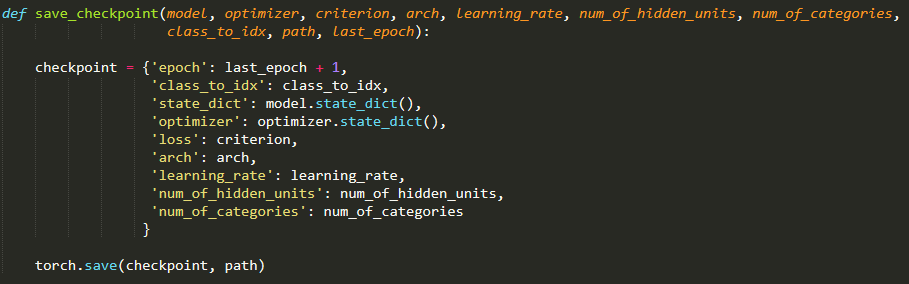 def save_checkpoint(model, optimizer, criterion, arch, learning_rate, num_of_hidden_units, num_of_categories,
                    class_to_idx, path, last_epoch):
    checkpoint = {'epoch': last_epoch + 1,
                  'class_to_idx': class_to_idx,
                  'state_dict': model.state_dict(),
                  'optimizer': optimizer.state_dict(),
                  'loss': criterion,
                  'arch': arch,
                  'learning_rate': learning_rate,
                  'num_of_hidden_units': num_of_hidden_units,
                  'num_of_categories': num_of_categories
                 }
    torch.save(checkpoint, path)